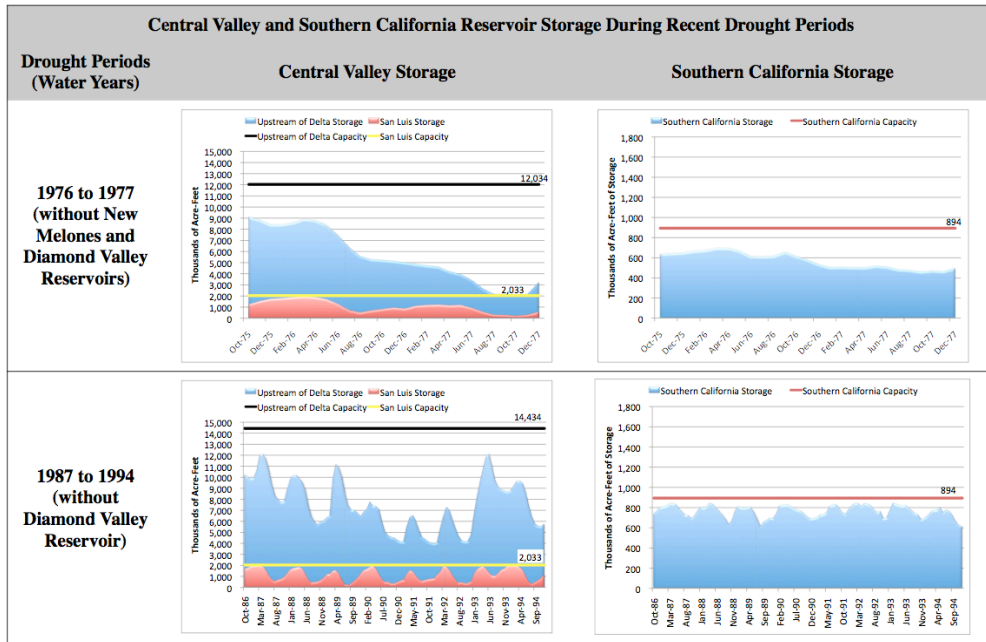 Central Valley and Southern California Reservoir Storage During Recent Drought Periods
Drought Periods
(Water Years)
Central Valley Storage
Southern California Storage
1976 to 1977
(without New
Melones and
Diamond Valley
Reservoirs)
Upstream of Delta Storage
San Luis Storage
Upstream of Delta Capacity
San Luis Capacity
Thousands of Acre-Feet
15,000
14,000
13,000
12,000
11,000
10,000
9,000
8,000
7,000
6,000
5,000
4,000
3,000
2,000
1,000
0
12,034
2,033
Oct-75
Dec-75
Feb-76
Apr-76
Jun-76
Aug-76
Oct-76
Dec-76
Feb-77
Apr-77
Jun-77
Aug-77
Oct-77
Dec-77
Southern California Storage
Southern California Capacity
Thousands of Acre-Feet of Storage
1,800
1,600
1,400
1,200
1,000
800
600
400
200
0
894
Oct-75
Dec-75
Feb-76
Apr-76
Jun-76
Aug-76
Oct-76
Dec-76
Feb-77
Apr-77
Jun-77
Aug-77
Oct-77
Dec-77
1987 to 1994
(without
Diamond Valley
Reservoir)
Upstream of Delta Storage
San Luis Storage
Upstream of Delta Capacity
San Luis Capacity
Thousands of Acre-Feet
15,000
14,000
13,000
12,000
11,000
10,000
9,000
8,000
7,000
6,000
5,000
4,000
3,000
2,000
1,000
0
14,434
2,033
Oct-86
Mar-87
Aug-87
Jan-88
Jun-88
Nov-88
Apr-89
Sep-89
Feb-90
Jul-90
Dec-90
May-91
Oct-91
Mar-92
Aug-92
Jan-93
Jun-93
Nov-93
Apr-94
Sep-94
Southern California Storage
Southern California Capacity
Thousands of Acre-Feet of Storage
1,800
1,600
1,400
1,200
1,000
800
600
400
200
0
894
Oct-86
Mar-87
Aug-87
Jan-88
Jun-88
Nov-88
Apr-89
Sep-89
Feb-90
Jul-90
Dec-90
May-91
Oct-91
Mar-92
Aug-92
Jan-93
Jun-93
Nov-93
Apr-94
Sep-94